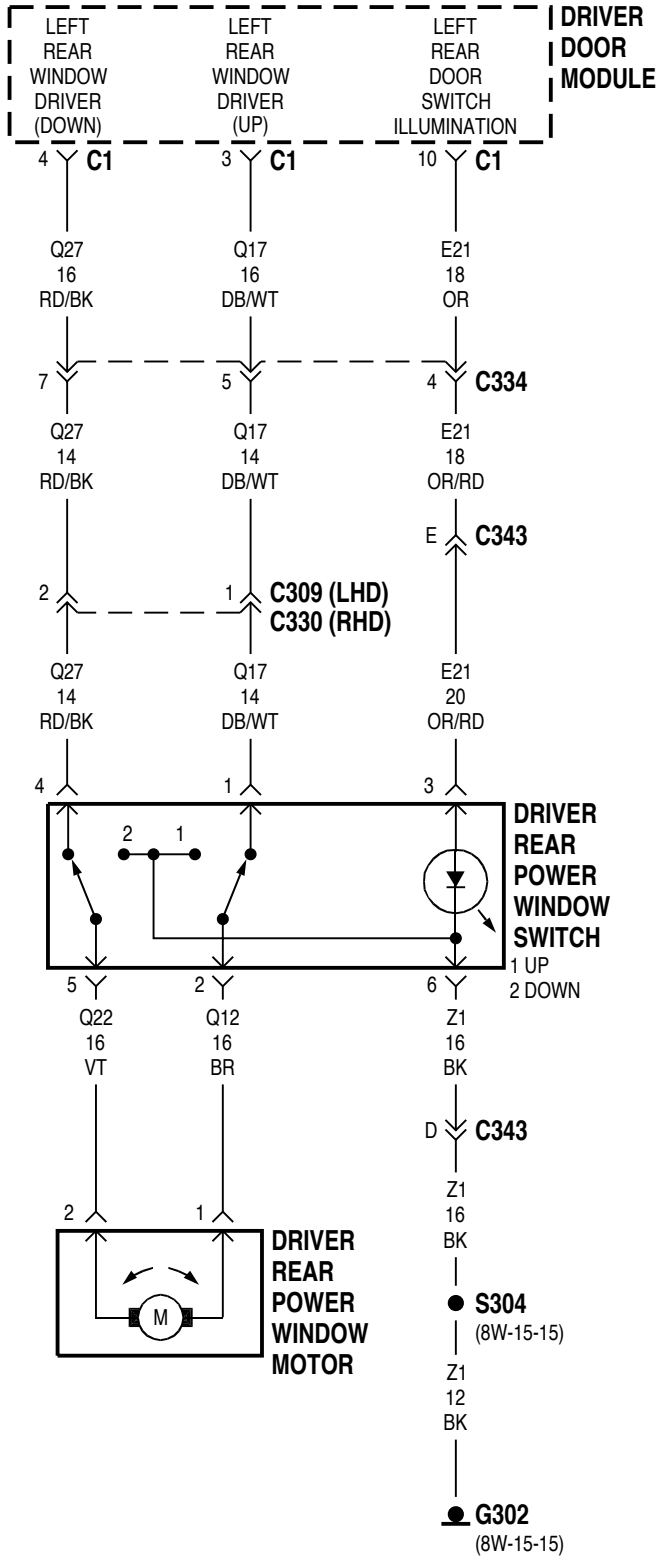 LEFT
REAR
WINDOW
DRIVER
(DOWN)
LEFT
REAR
WINDOW
DRIVER
(UP)
LEFT
REAR
DOOR
SWITCH
ILLUMINATION
DRIVER
DOOR
MODULE
4 C1
3 C1
10 C1
Q27
16
RD/BK
Q17
16
DB/WT
E21
18
OR
7
5
4 C334
Q27
14
RD/BK
Q17
14
DB/WT
E21
18
OR/RD
E C343
2
1 C309 (LHD)
C330 (RHD)
Q27
14
RD/BK
Q17
14
DB/WT
E21
20
OR/RD
4
1
3
2 1
DRIVER
REAR
POWER
WINDOW
SWITCH
1 UP
2 DOWN
5
2
6
Q22
16
VT
Q12
16
BR
Z1
16
BK
D C343
Z1
16
BK
2
1
M
DRIVER
REAR
POWER
WINDOW
MOTOR
S304
(8W-15-15)
Z1
12
BK
G302
(8W-15-15)